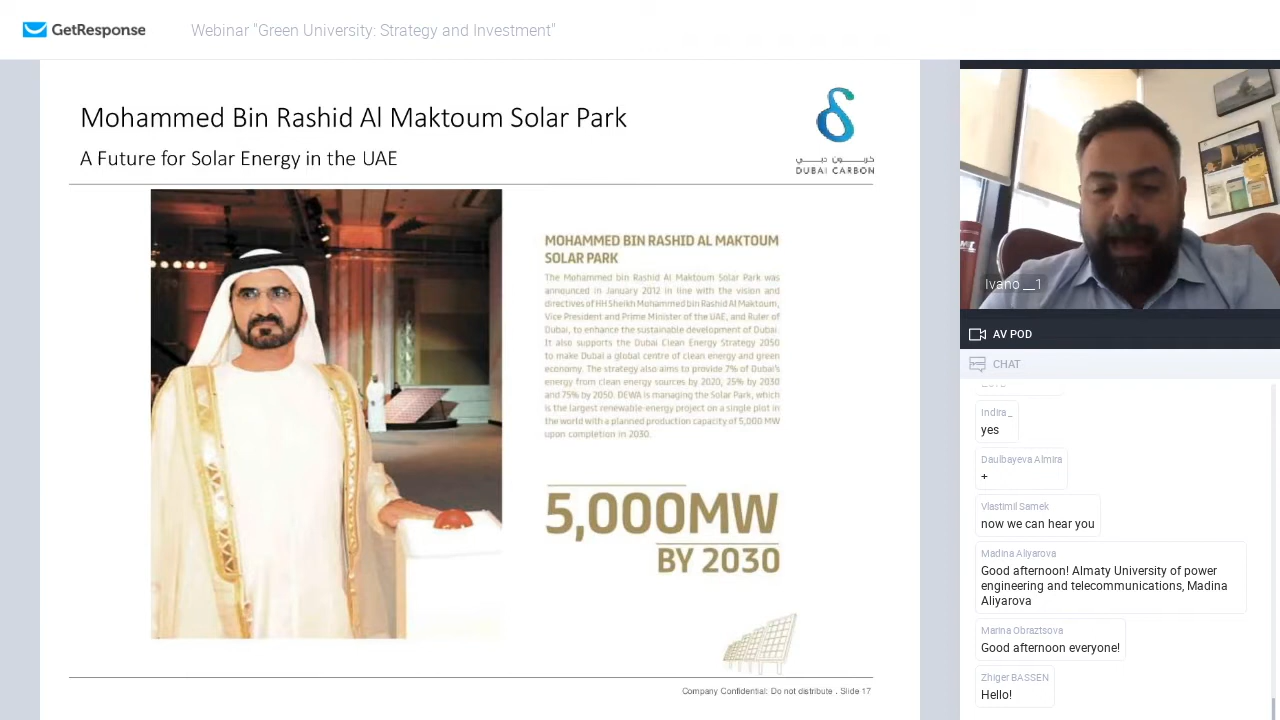 GetResponse
Webinar "Green University: Strategy and Investment"
Mohammed Bin Rashid Al Maktoum Solar Park
A Future for Solar Energy in the UAE
كربـــون دبـــي
DUBAI CARBON
MOHAMMED BIN RASHID AL MAKTOUM
SOLAR PARK
The Mohammed bin Rashid Al Maktoum Solar Park was
announced in January 2012 in line with the vision and
directives of HH Sheikh Mohammed bin Rashid Al Maktoum,
Vice President and Prime Minister of the UAE, and Ruler of
Dubai, to enhance the sustainable development of Dubai.
It also supports the Dubai Clean Energy Strategy 2050
to make Dubai a global centre of clean energy and green
economy. The strategy also aims to provide 7% of Dubai's
energy from clean energy sources by 2020, 25% by 2030
and 75% by 2050. DEWA is managing the Solar Park, which
is the largest renewable-energy project on a single plot in
the world with a planned production capacity of 5,000 MW
upon completion in 2030.
5,000MW
BY 2030
Company Confidential: Do not distribute . Slide 17
Ivano __1
AV POD
CHAT
Indira _
yes
Daulbayeva Almira
+
Vlastimil Samek
now we can hear you
Madina Aliyarova
Good afternoon! Almaty University of power
engineering and telecommunications, Madina
Aliyarova
Marina Obraztsova
Good afternoon everyone!
Zhiger BASSEN
Hello!